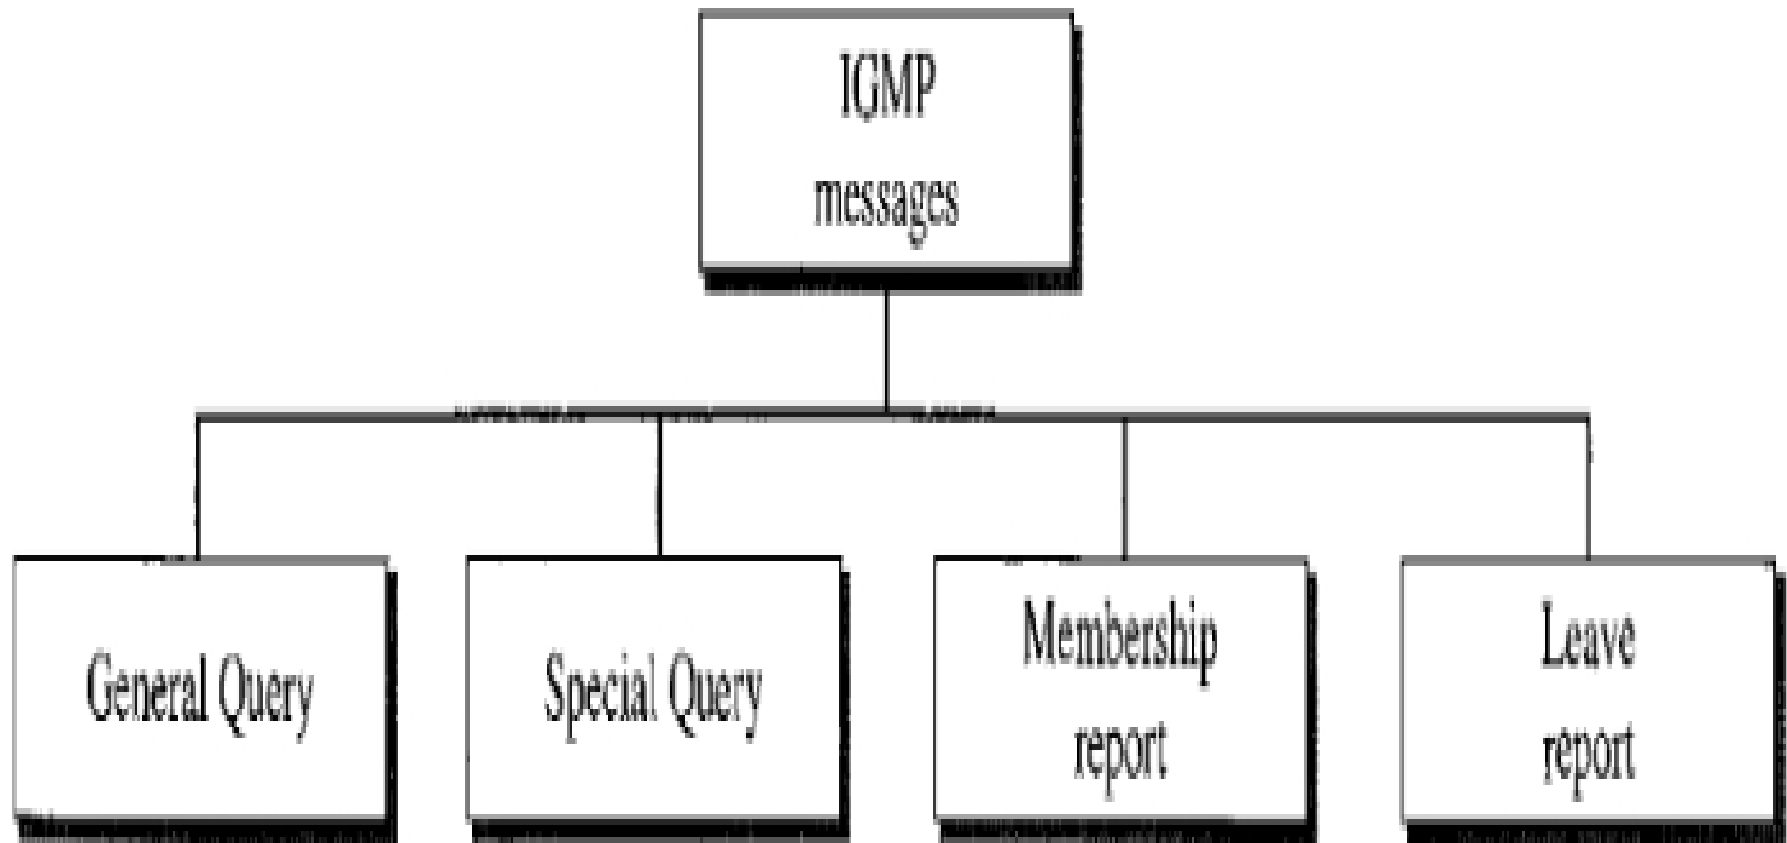 IGMP
messages
General Query
Special Query
Membership
report
Leave
report